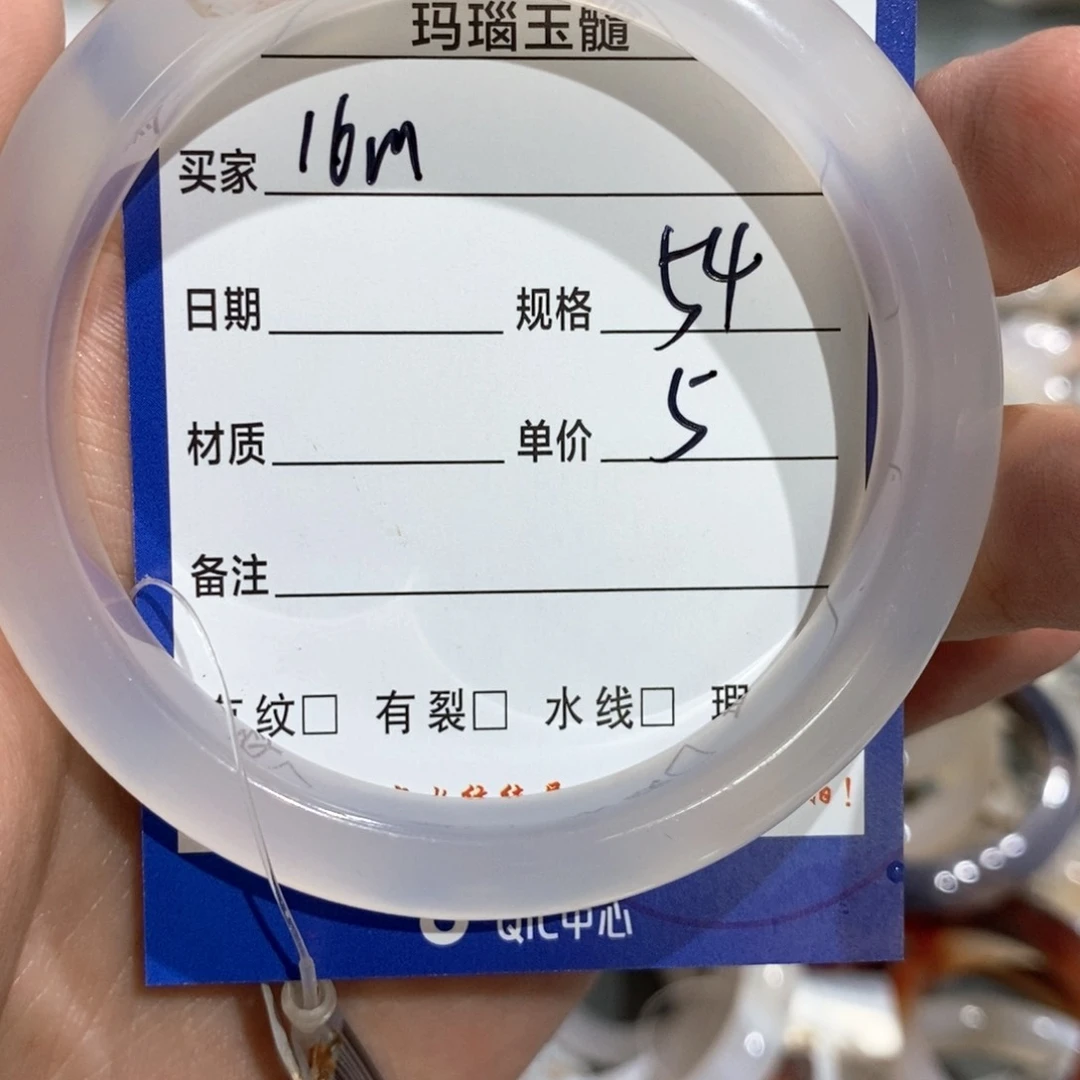 玛瑙玉髓
买家 16m
日期 规格 54
材质 单价 5
备注
纹□ 有裂□ 水线□ 瑕
QIC中心